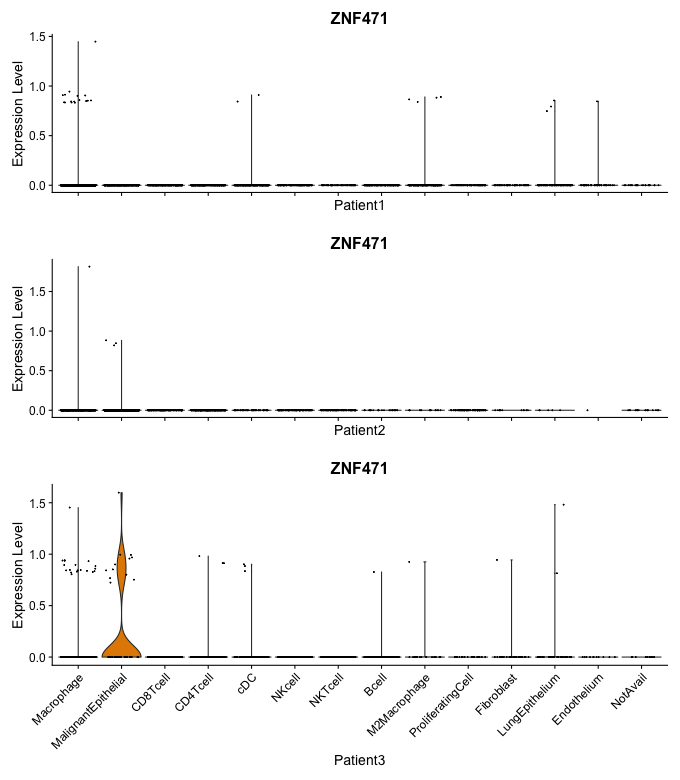 ZNF471
Expression Level
1.5
1.0
0.5
0.0
Patient1
ZNF471
Expression Level
1.5
1.0
0.5
0.0
Patient2
ZNF471
Expression Level
1.5
1.0
0.5
0.0
Macrophage
MalignantEpithelial
CD8Tcell
CD4Tcell
cDC
NKcell
NKTcell
Bcell
M2Macrophage
ProliferatingCell
Fibroblast
LungEpithelium
Endothelium
NotAvail
Patient3